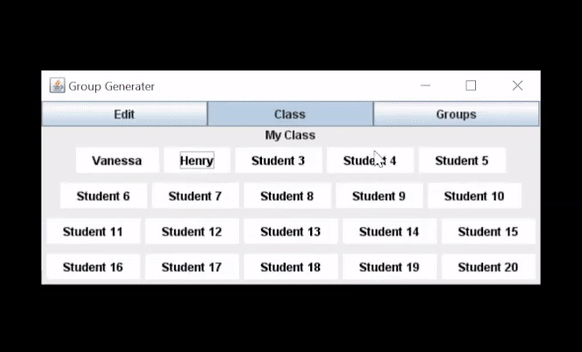 Group Generater
Edit Class Groups
My Class
Vanessa Henry Student 3 Student 4 Student 5
Student 6 Student 7 Student 8 Student 9 Student 10
Student 11 Student 12 Student 13 Student 14 Student 15
Student 16 Student 17 Student 18 Student 19 Student 20